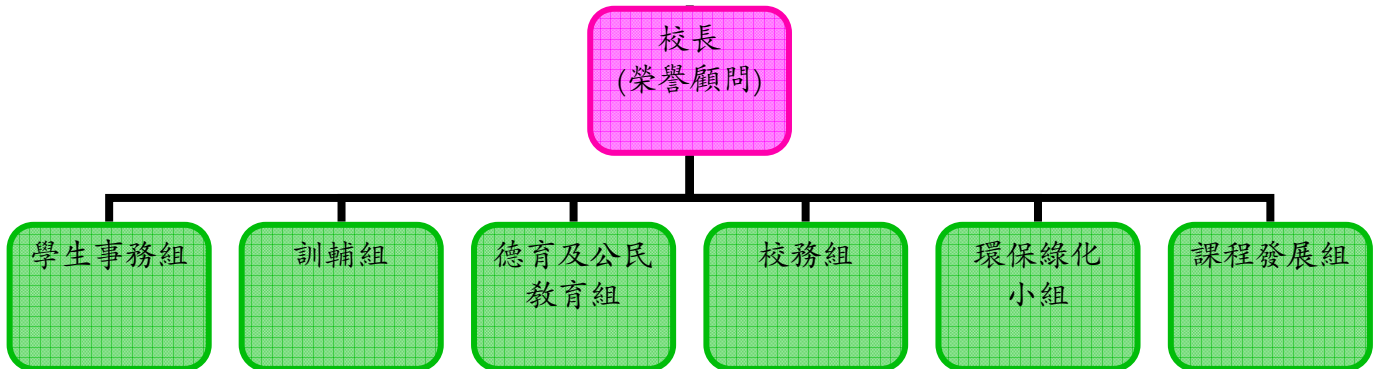 校長
(榮譽顧問)
學生事務組
訓輔組
德育及公民
教育組
校務組
環保綠化
小組
課程發展組